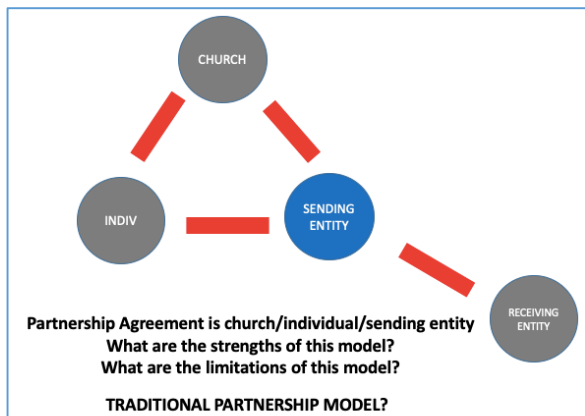 CHURCH
INDIV
SENDING
ENTITY
RECEIVING
ENTITY
Partnership Agreement is church/individual/sending entity
What are the strengths of this model?
What are the limitations of this model?
TRADITIONAL PARTNERSHIP MODEL?